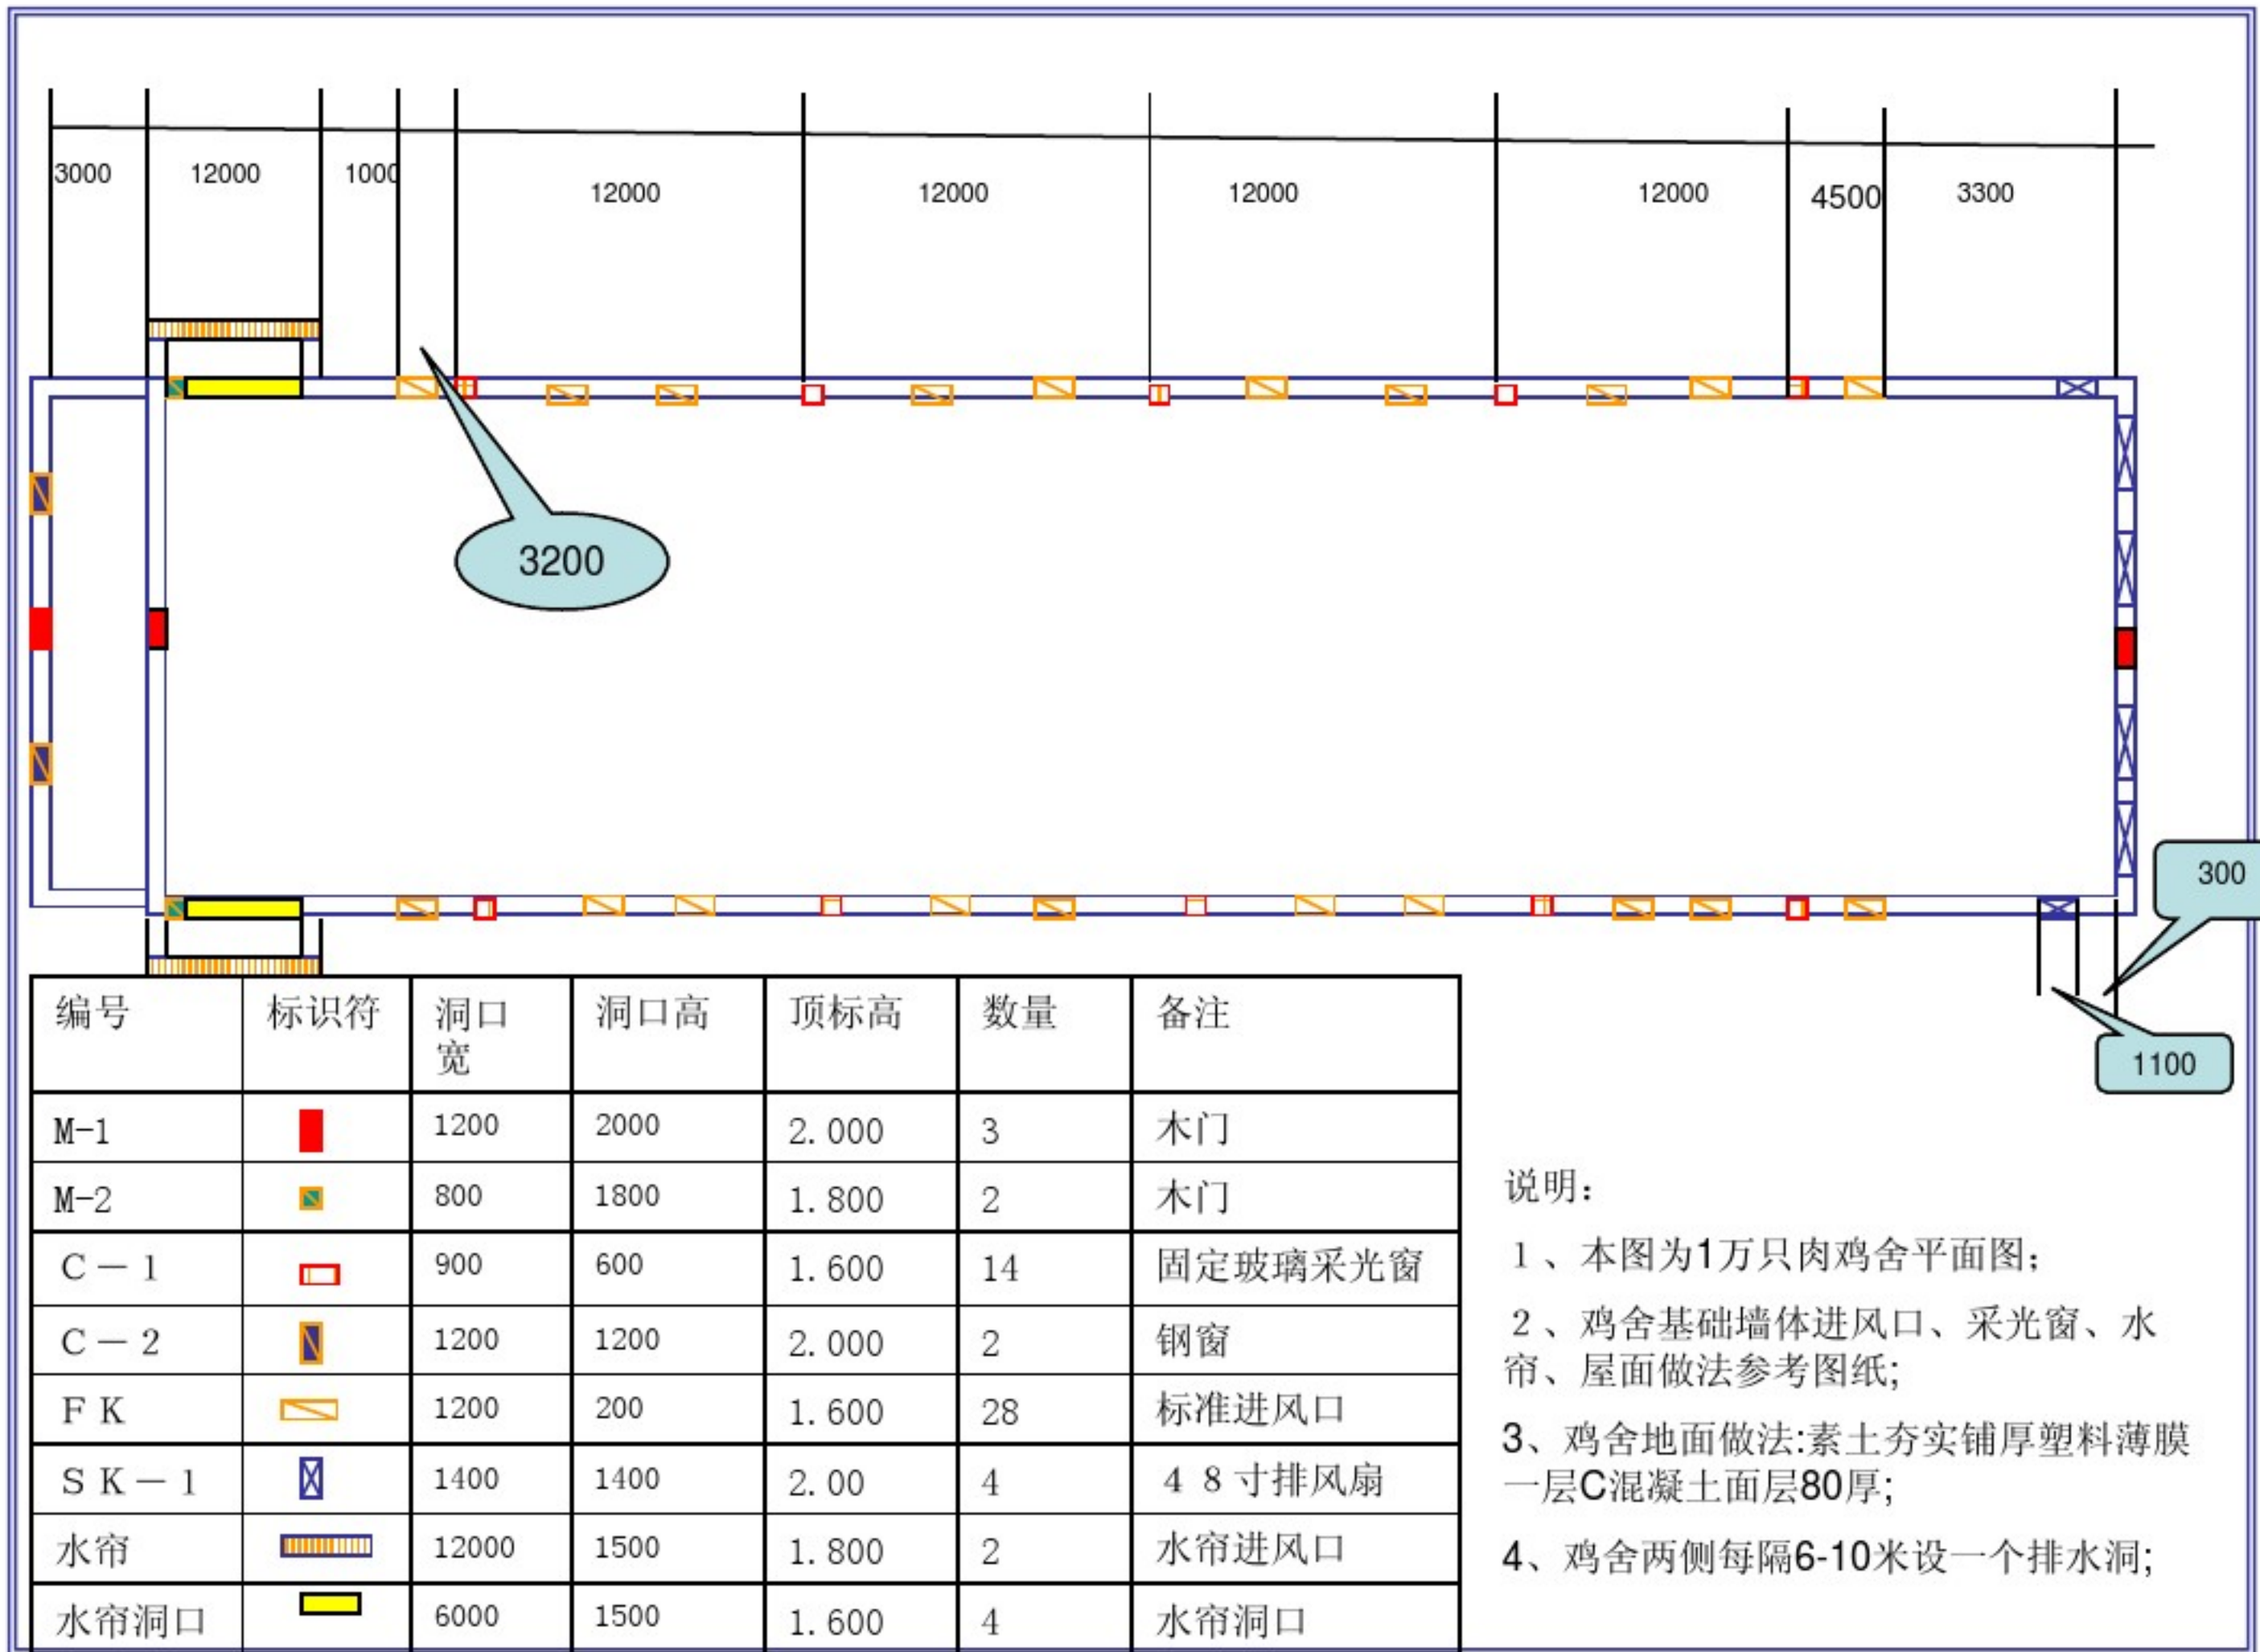 3000
12000
1000
12000
12000
12000
12000
4500
3300
3200
300
1100
编号 标识符 洞口宽 洞口高 顶标高 数量 备注
M-1 1200 2000 2.000 3 木门
M-2 800 1800 1.800 2 木门
C－1 900 600 1.600 14 固定玻璃采光窗
C－2 1200 1200 2.000 2 钢窗
ＦＫ 1200 200 1.600 28 标准进风口
ＳＫ－1 1400 1400 2.00 4 ４８寸排风扇
水帘 12000 1500 1.800 2 水帘进风口
水帘洞口 6000 1500 1.600 4 水帘洞口
说明：
１、本图为1万只肉鸡舍平面图；
２、鸡舍基础墙体进风口、采光窗、水
帘、屋面做法参考图纸;
3、鸡舍地面做法:素土夯实铺厚塑料薄膜
一层C混凝土面层80厚;
4、鸡舍两侧每隔6-10米设一个排水洞;